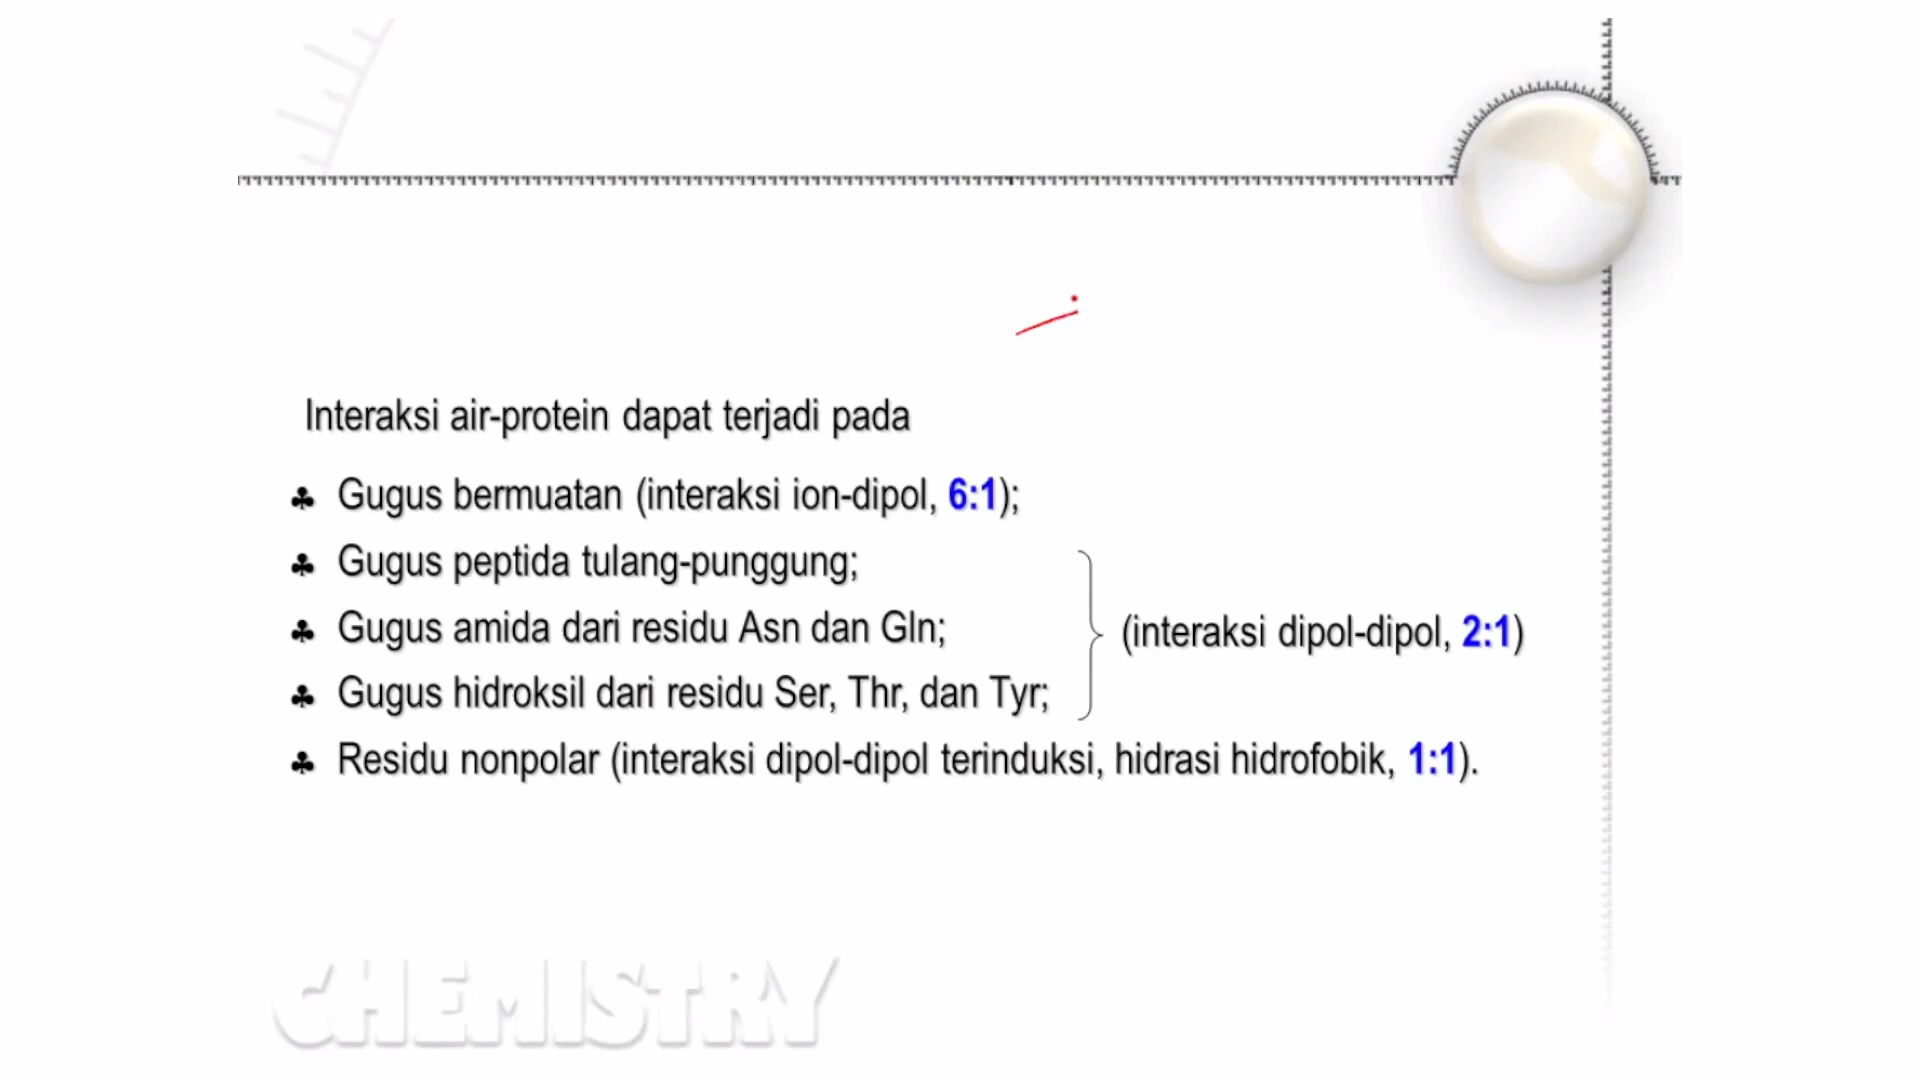 Interaksi air-protein dapat terjadi pada
♣ Gugus bermuatan (interaksi ion-dipol, 6:1);
♣ Gugus peptida tulang-punggung;
♣ Gugus amida dari residu Asn dan Gln;
(interaksi dipol-dipol, 2:1)
♣ Gugus hidroksil dari residu Ser, Thr, dan Tyr;
♣ Residu nonpolar (interaksi dipol-dipol terinduksi, hidrasi hidrofobik, 1:1).
CHEMISTRY